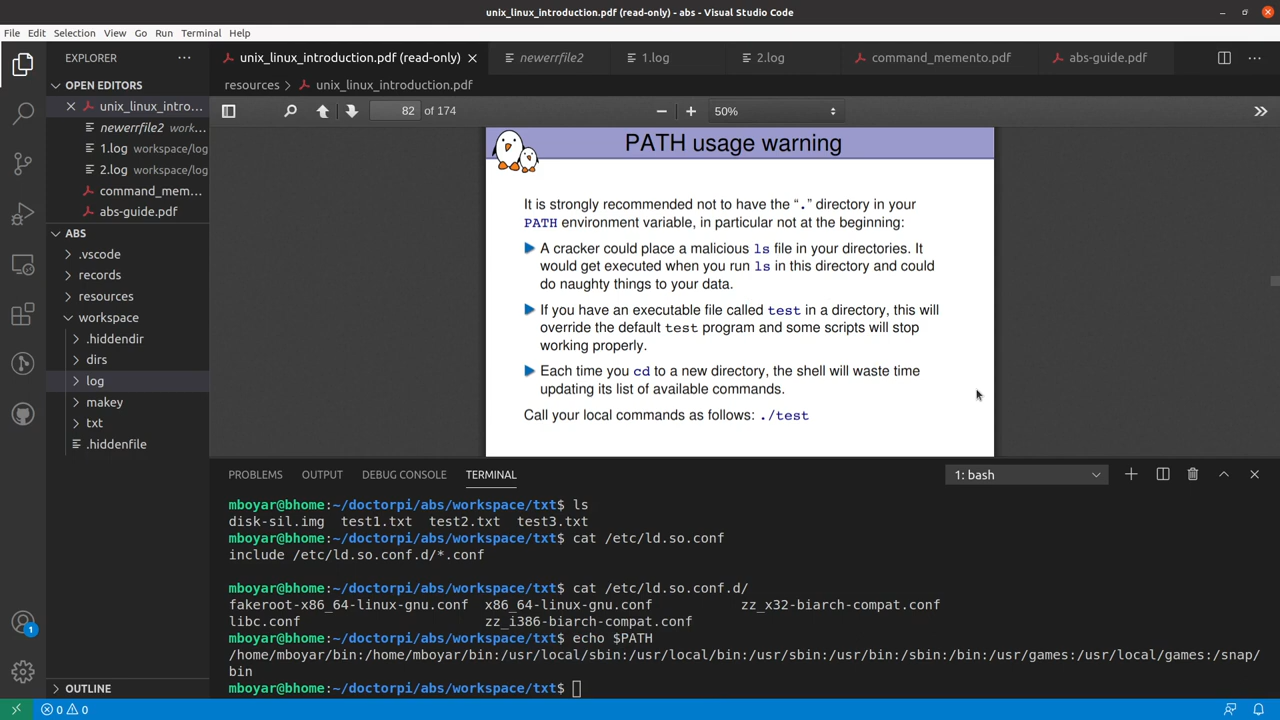 unix_linux_introduction.pdf (read-only) - abs - Visual Studio Code
File Edit Selection View Go Run Terminal Help
EXPLORER
unix_linux_introduction.pdf (read-only)
newerrfile2
1.log
2.log
command_memento.pdf
abs-guide.pdf
OPEN EDITORS
unix_linux_intro...
newerrfile2 work...
1.log workspace/log
2.log workspace/log
command_mem...
abs-guide.pdf
ABS
.vscode
records
resources
workspace
.hiddendir
dirs
log
makey
txt
.hiddenfile
OUTLINE
1
resources > unix_linux_introduction.pdf
82 of 174
50%
PATH usage warning
It is strongly recommended not to have the “.” directory in your
PATH environment variable, in particular not at the beginning:
A cracker could place a malicious ls file in your directories. It
would get executed when you run ls in this directory and could
do naughty things to your data.
If you have an executable file called test in a directory, this will
override the default test program and some scripts will stop
working properly.
Each time you cd to a new directory, the shell will waste time
updating its list of available commands.
Call your local commands as follows: ./test
PROBLEMS OUTPUT DEBUG CONSOLE TERMINAL
1: bash
mboyar@bhome:~/doctorpi/abs/workspace/txt$ ls
disk-sil.img test1.txt test2.txt test3.txt
mboyar@bhome:~/doctorpi/abs/workspace/txt$ cat /etc/ld.so.conf
include /etc/ld.so.conf.d/*.conf
mboyar@bhome:~/doctorpi/abs/workspace/txt$ cat /etc/ld.so.conf.d/
fakeroot-x86_64-linux-gnu.conf x86_64-linux-gnu.conf zz_x32-biarch-compat.conf
libc.conf zz_i386-biarch-compat.conf
mboyar@bhome:~/doctorpi/abs/workspace/txt$ echo $PATH
/home/mboyar/bin:/home/mboyar/bin:/usr/local/sbin:/usr/local/bin:/usr/sbin:/usr/bin:/sbin:/bin:/usr/games:/usr/local/games:/snap/
bin
mboyar@bhome:~/doctorpi/abs/workspace/txt$
0 0